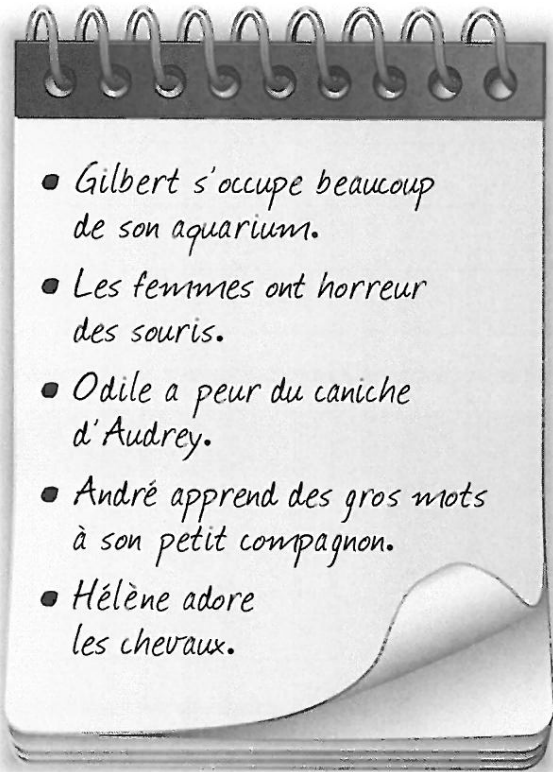 • Gilbert s'occupe beaucoup
de son aquarium.
• Les femmes ont horreur
des souris.
• Odile a peur du caniche
d'Audrey.
• André apprend des gros mots
à son petit compagnon.
• Hélène adore
les chevaux.